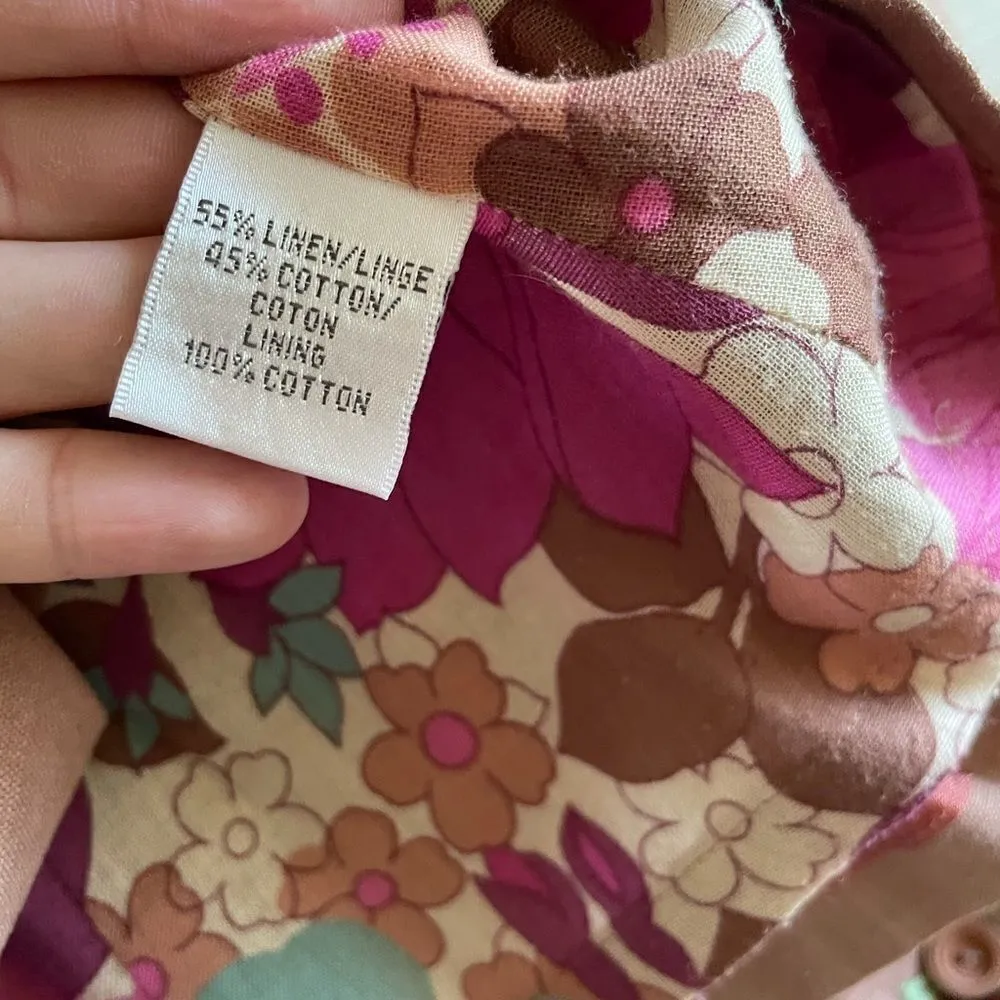 55% LINEN/LINGE
45% COTTON/
COTON
LINING
100% COTTON